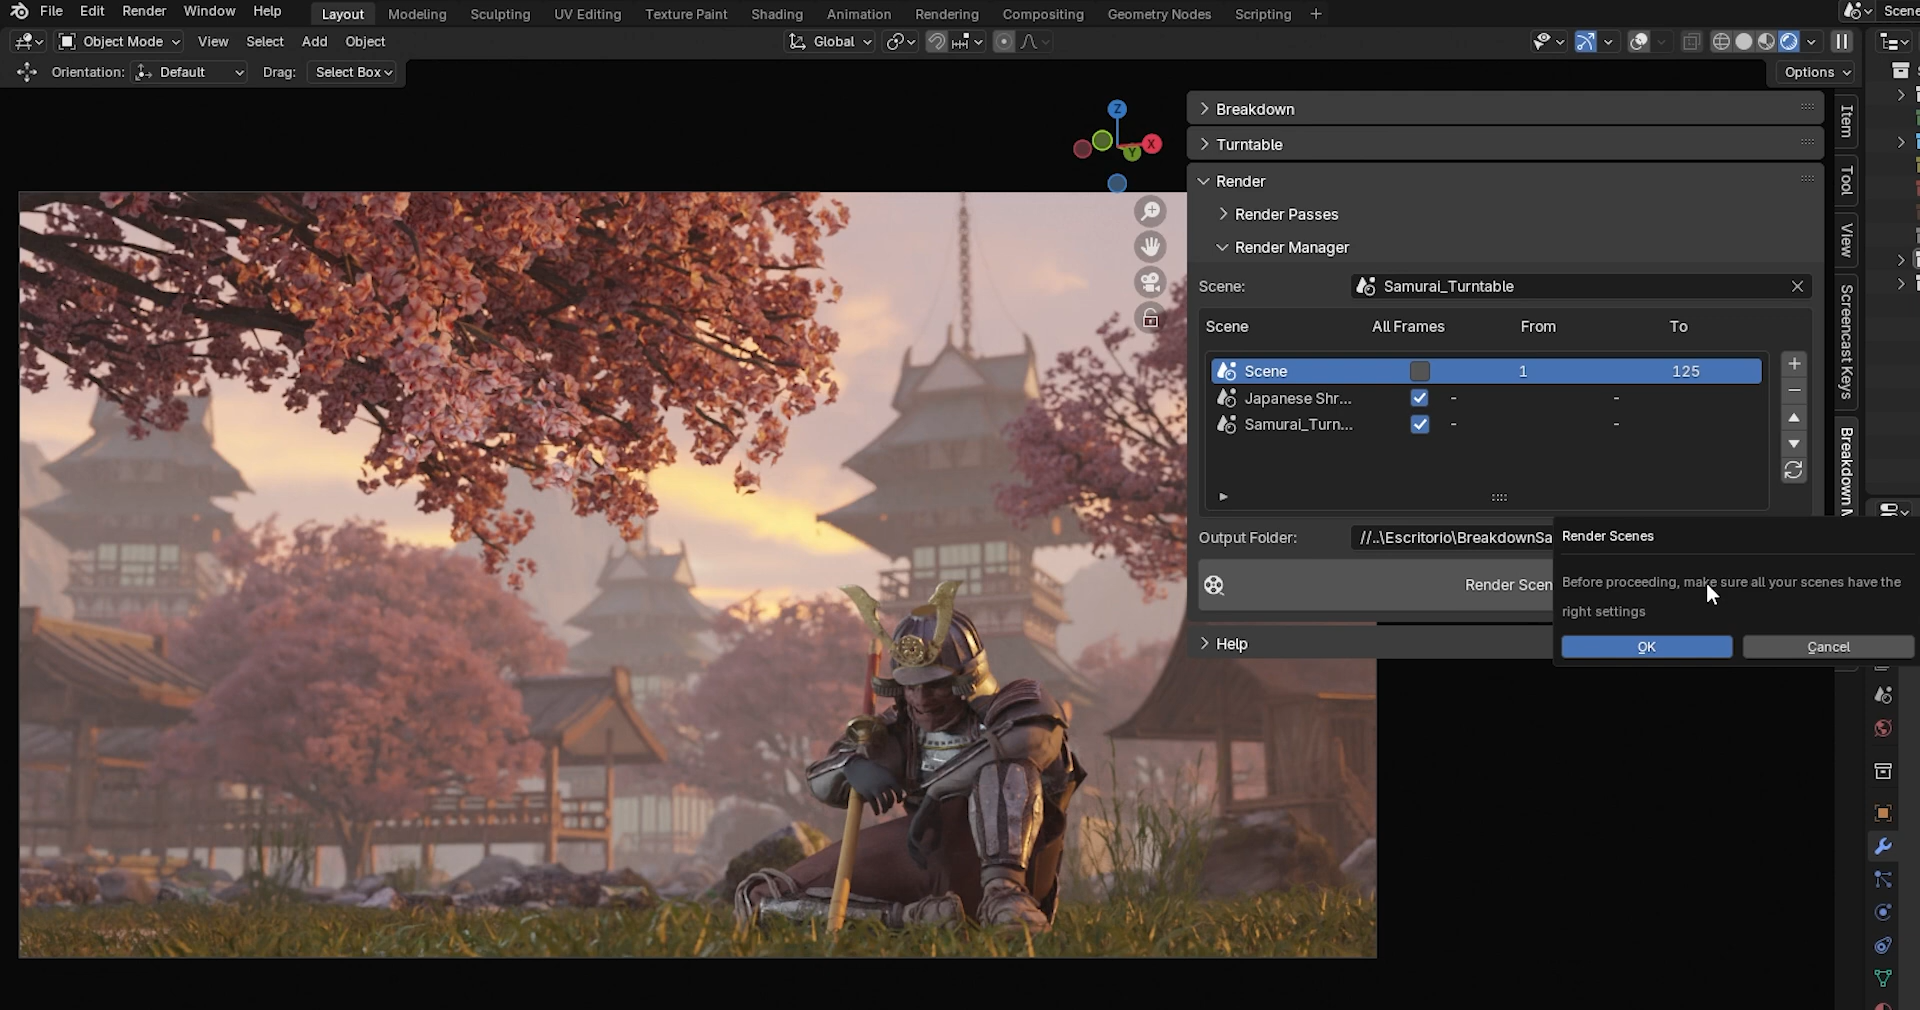 File Edit Render Window Help Layout Modeling Sculpting UV Editing Texture Paint Shading Animation Rendering Compositing Geometry Nodes Scripting + Scene
Object Mode View Select Add Object Global
Orientation: Default Drag: Select Box Options
Z
X
Y
Breakdown
Turntable
Render
Render Passes
Render Manager
Scene: Samurai_Turntable
Scene All Frames From To
Scene 1 125
Japanese Shr... - -
Samurai_Turn... - -
Output Folder: //..\Escritorio\BreakdownSa
Render Scen
Help
Render Scenes
Before proceeding, make sure all your scenes have the
right settings
OK Cancel
Item
Tool
View
Screencast Keys
Breakdown